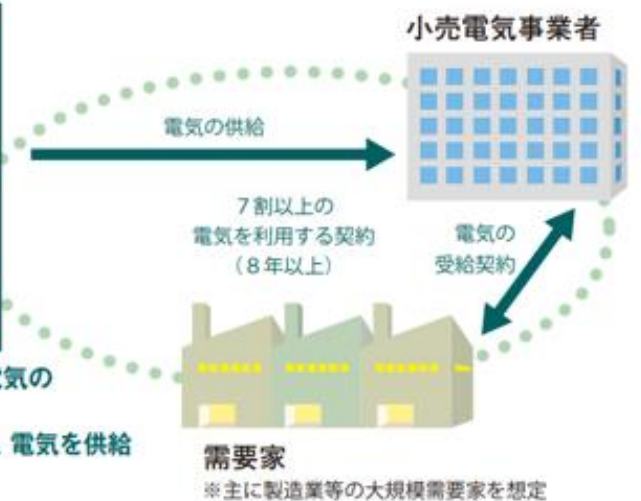 小売電気事業者
電気の供給
7割以上の
電気を利用する契約
（8年以上）
電気の
受給契約
気の
電気を供給
需要家
※主に製造業等の大規模需要家を想定